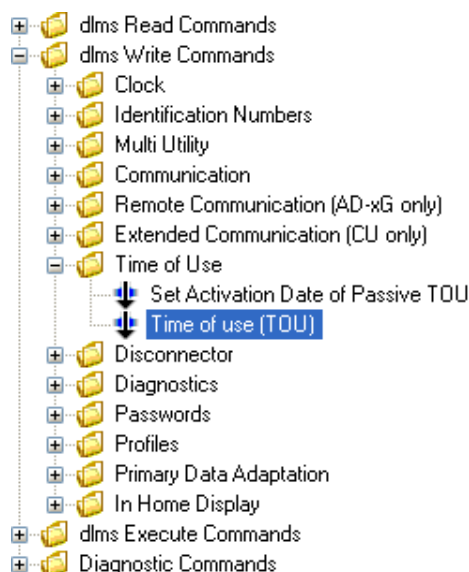 dlms Read Commands
dlms Write Commands
Clock
Identification Numbers
Multi Utility
Communication
Remote Communication (AD-xG only)
Extended Communication (CU only)
Time of Use
Set Activation Date of Passive TOU
Time of use (TOU)
Disconnector
Diagnostics
Passwords
Profiles
Primary Data Adaptation
In Home Display
dlms Execute Commands
Diagnostic Commands